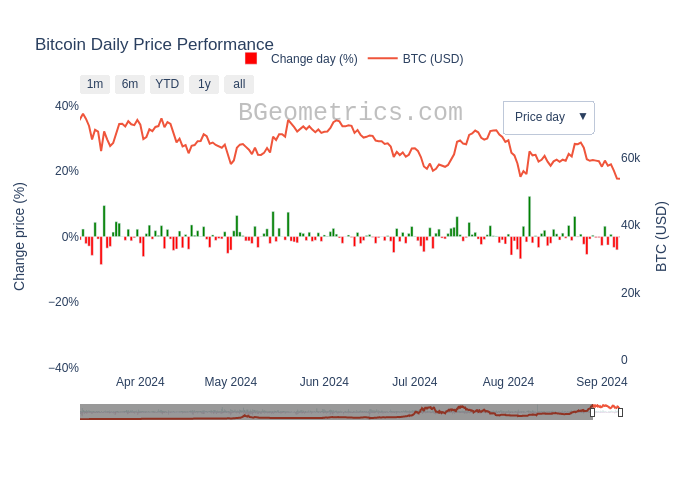 Bitcoin Daily Price Performance
Change day (%) BTC (USD)
1m 6m YTD 1y all
BGeometrics.com
Price day ▼
40%
20%
0%
−20%
−40%
Change price (%)
60k
40k
20k
0
BTC (USD)
Apr 2024 May 2024 Jun 2024 Jul 2024 Aug 2024 Sep 2024